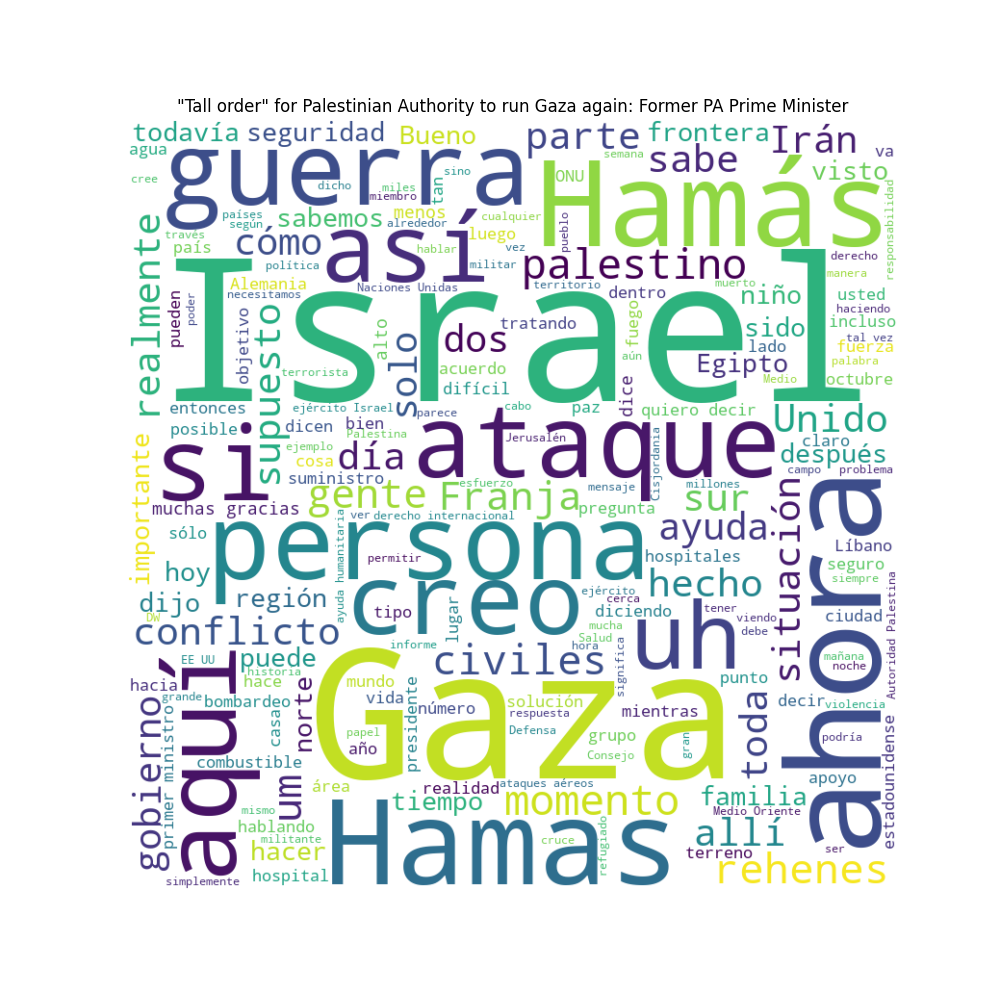 "Tall order" for Palestinian Authority to run Gaza again: Former PA Prime Minister
todavía
seguridad
Bueno
parte
frontera
Irán
agua
guerra
semana
sabe
va
cree
dicho
miles
miembro
tan
sino
ONU
Hamás
visto
países
según
sabemos
menos
alrededor
cualquier
pueblo
responsabilidad
través
país
cómo
así
luego
hablar
vez
palestino
derecho
política
militar
manera
realmente
Alemania
necesitamos
Naciones Unidas
territorio
dentro
muerto
niño
usted
haciendo
pueden
poder
Israel
objetivo
supuesto
alto
solo
dos
tratando
fuego
sido
incluso
tal vez
lado
fuerza
aún
palabra
terrorista
acuerdo
difícil
Egipto
Medio
octubre
entonces
ejército Israel
parece
cabo
paz
dice
quiero decir
Unido
posible
dicen
bien
Palestina
ataque
Jerusalén
claro
si
ejemplo
cosa
día
Cisjordania
después
campo
problema
importante
suministro
gente
Franja
esfuerzo
mensaje
millones
sur
muchas gracias
pregunta
situación
ahora
sólo
persona
ver
derecho internacional
ayuda
Líbano
ayuda humanitaria
permitir
hospitales
seguro
siempre
hoy
creo
ejército
hecho
dijo
región
tipo
lugar
cerca
diciendo
tener
ciudad
Autoridad Palestina
DW
conflicto
mucha
uh
viendo
debe
Salud
informe
hora
significa
EE UU
puede
civiles
mañana
noche
hacia
historia
hace
Gaza
mundo
punto
aquí
grande
bombardeo
vida
número
solución
respuesta
mientras
decir
violencia
gobierno
primer ministro
casa
norte
papel
año
presidente
Defensa
grupo
gran
toda
podría
combustible
Consejo
estadounidense
um
área
realidad
ataques aéreos
apoyo
mismo
tiempo
momento
familia
Medio Oriente
hablando
militante
Hamas
cruce
refugiado
allí
ser
hacer
terreno
simplemente
hospital
rehenes